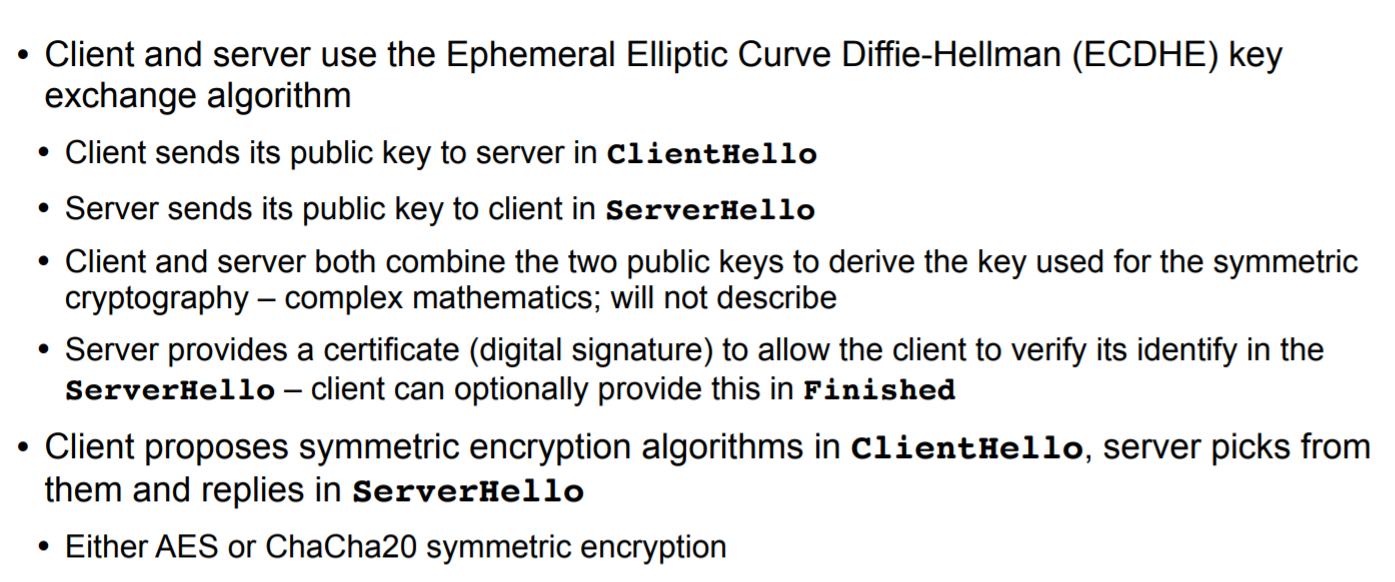 • Client and server use the Ephemeral Elliptic Curve Diffie-Hellman (ECDHE) key
exchange algorithm
• Client sends its public key to server in ClientHello
• Server sends its public key to client in ServerHello
• Client and server both combine the two public keys to derive the key used for the symmetric
cryptography – complex mathematics; will not describe
• Server provides a certificate (digital signature) to allow the client to verify its identify in the
ServerHello – client can optionally provide this in Finished
• Client proposes symmetric encryption algorithms in ClientHello, server picks from
them and replies in ServerHello
• Either AES or ChaCha20 symmetric encryption